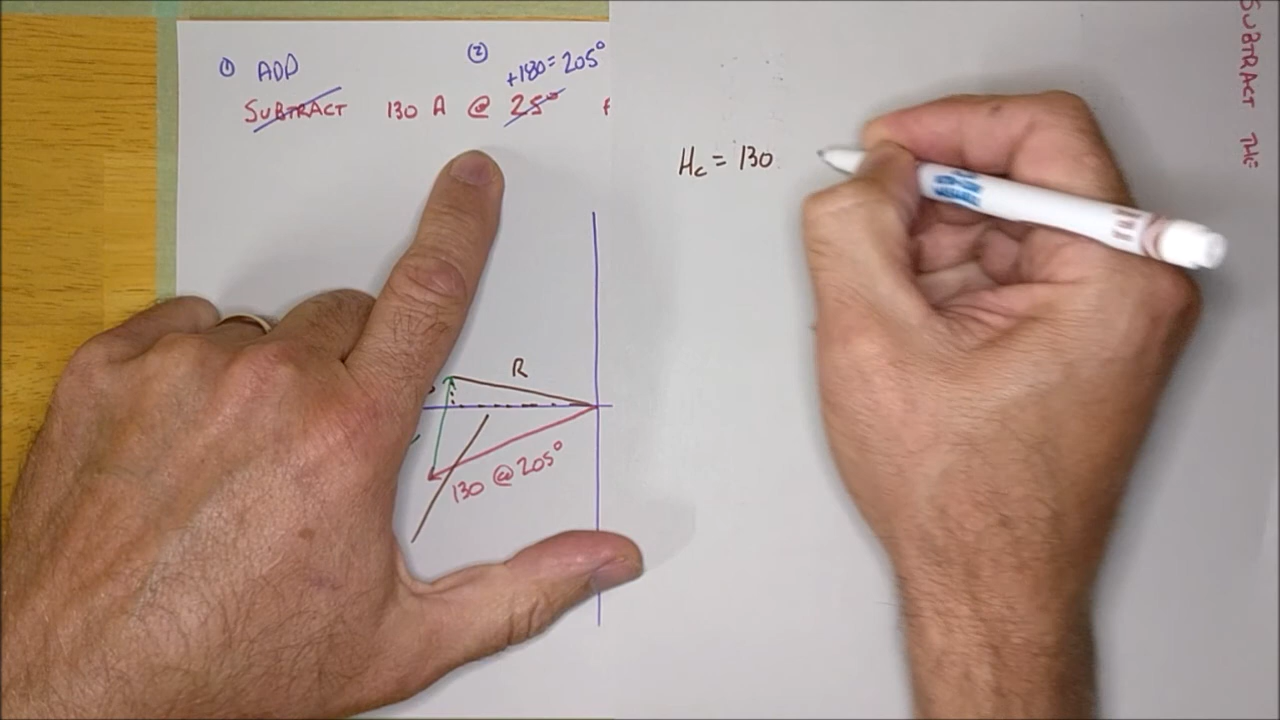 ① ADD
②
+180=205°
SUBTRACT 130 A @ 25°
Hc = 130
SUBTRACT THE
R
130 @ 205°